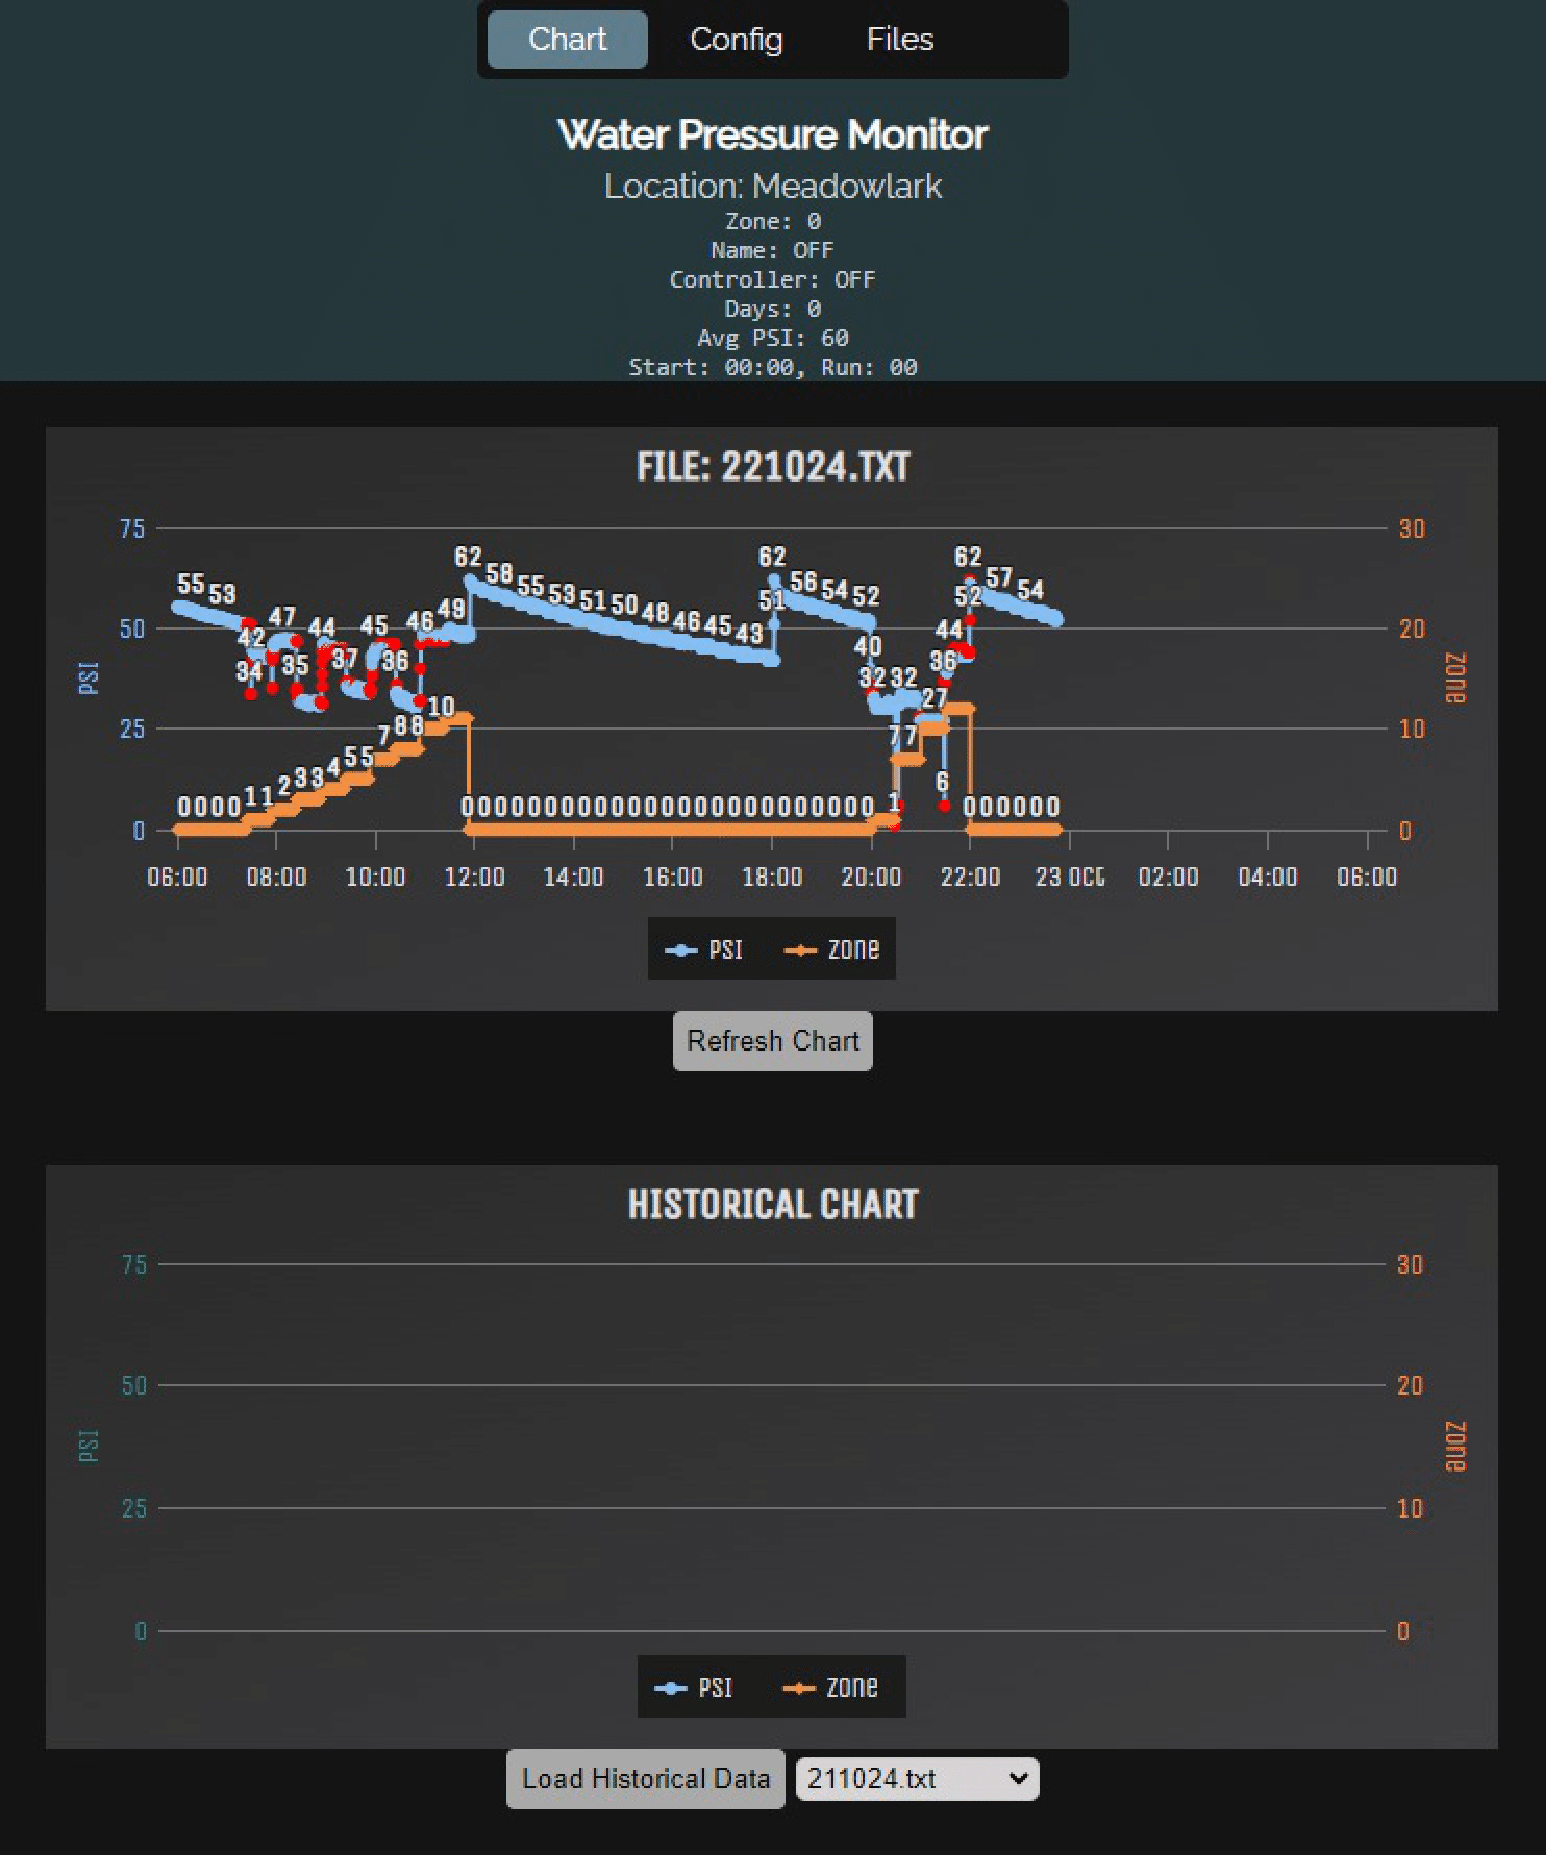 Chart Config Files
Water Pressure Monitor
Location: Meadowlark
Zone: 0
Name: OFF
Controller: OFF
Days: 0
Avg PSI: 60
Start: 00:00, Run: 00
FILE: 221024.TXT
75 30
50 20
25 10
0 0
PSI
Zone
55 53 42 34 47 35 44 37 45 36 46 49 62 58 55 53 51 50 48 46 45 43 62 51 56 54 52 40 32 32 27 6 36 44 62 52 57 54
0000 1 1 2 3 3 4 5 5 7 8 8 10 0000000000000000000000000 1 7 7 000000
06:00 08:00 10:00 12:00 14:00 16:00 18:00 20:00 22:00 23 Oct 02:00 04:00 06:00
PSI Zone
Refresh Chart
HISTORICAL CHART
75 30
50 20
25 10
0 0
PSI
Zone
PSI Zone
Load Historical Data 211024.txt